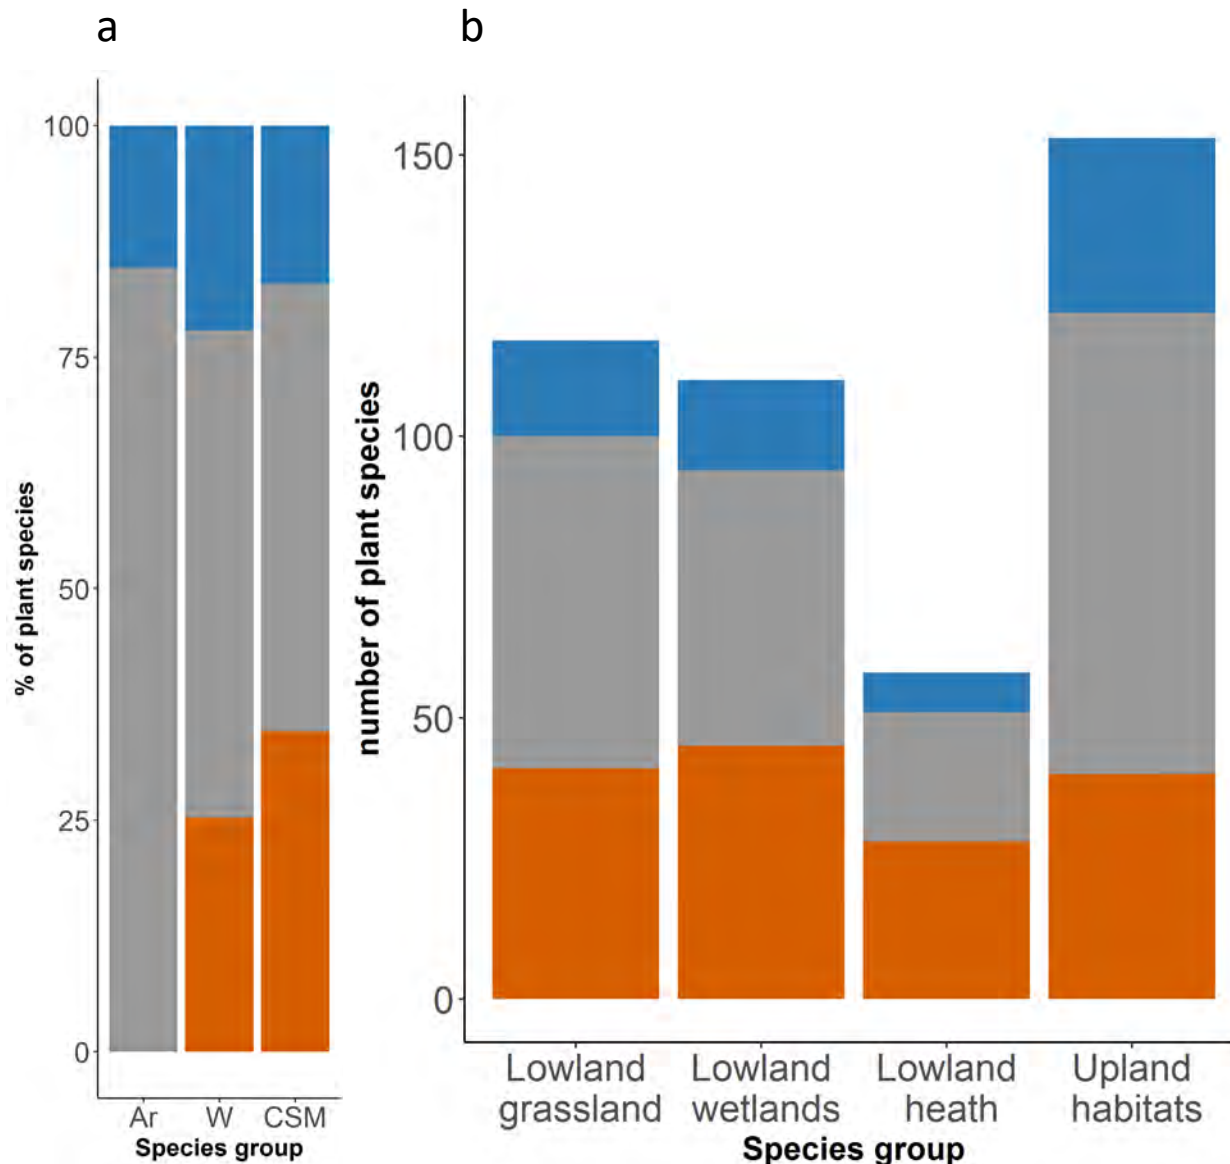 a
b
% of plant species
100
75
50
25
0
Ar
W
CSM
Species group
number of plant species
150
100
50
0
Lowland
grassland
Lowland
wetlands
Lowland
heath
Upland
habitats
Species group